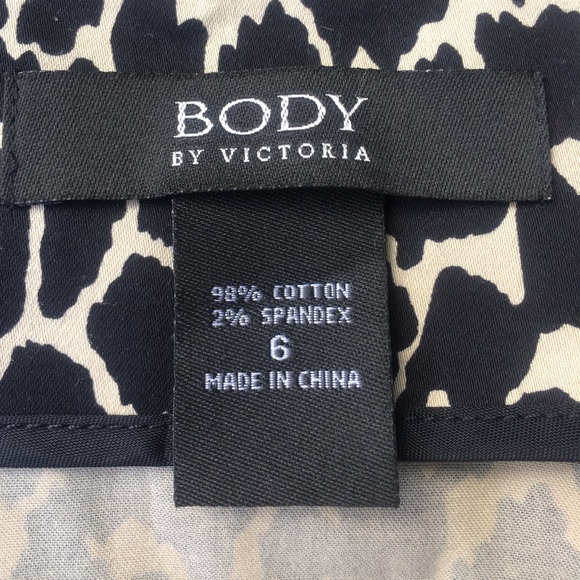 BODY
BY VICTORIA
98% COTTON
2% SPANDEX
6
MADE IN CHINA